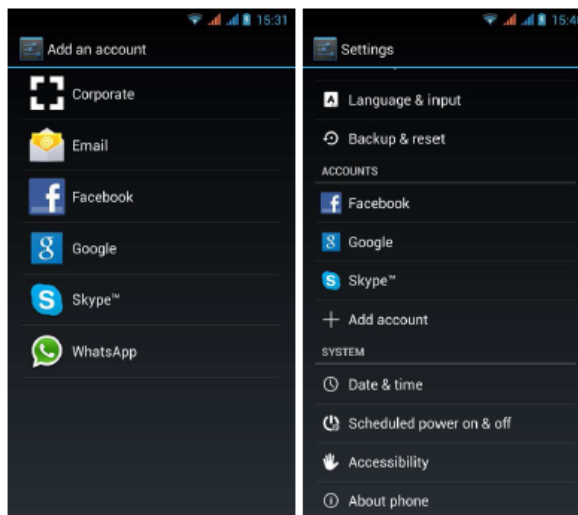 15:31
Add an account
Corporate
Email
Facebook
Google
Skype™
WhatsApp
Settings
Language & input
Backup & reset
ACCOUNTS
Facebook
Google
Skype™
Add account
SYSTEM
Date & time
Scheduled power on & off
Accessibility
About phone